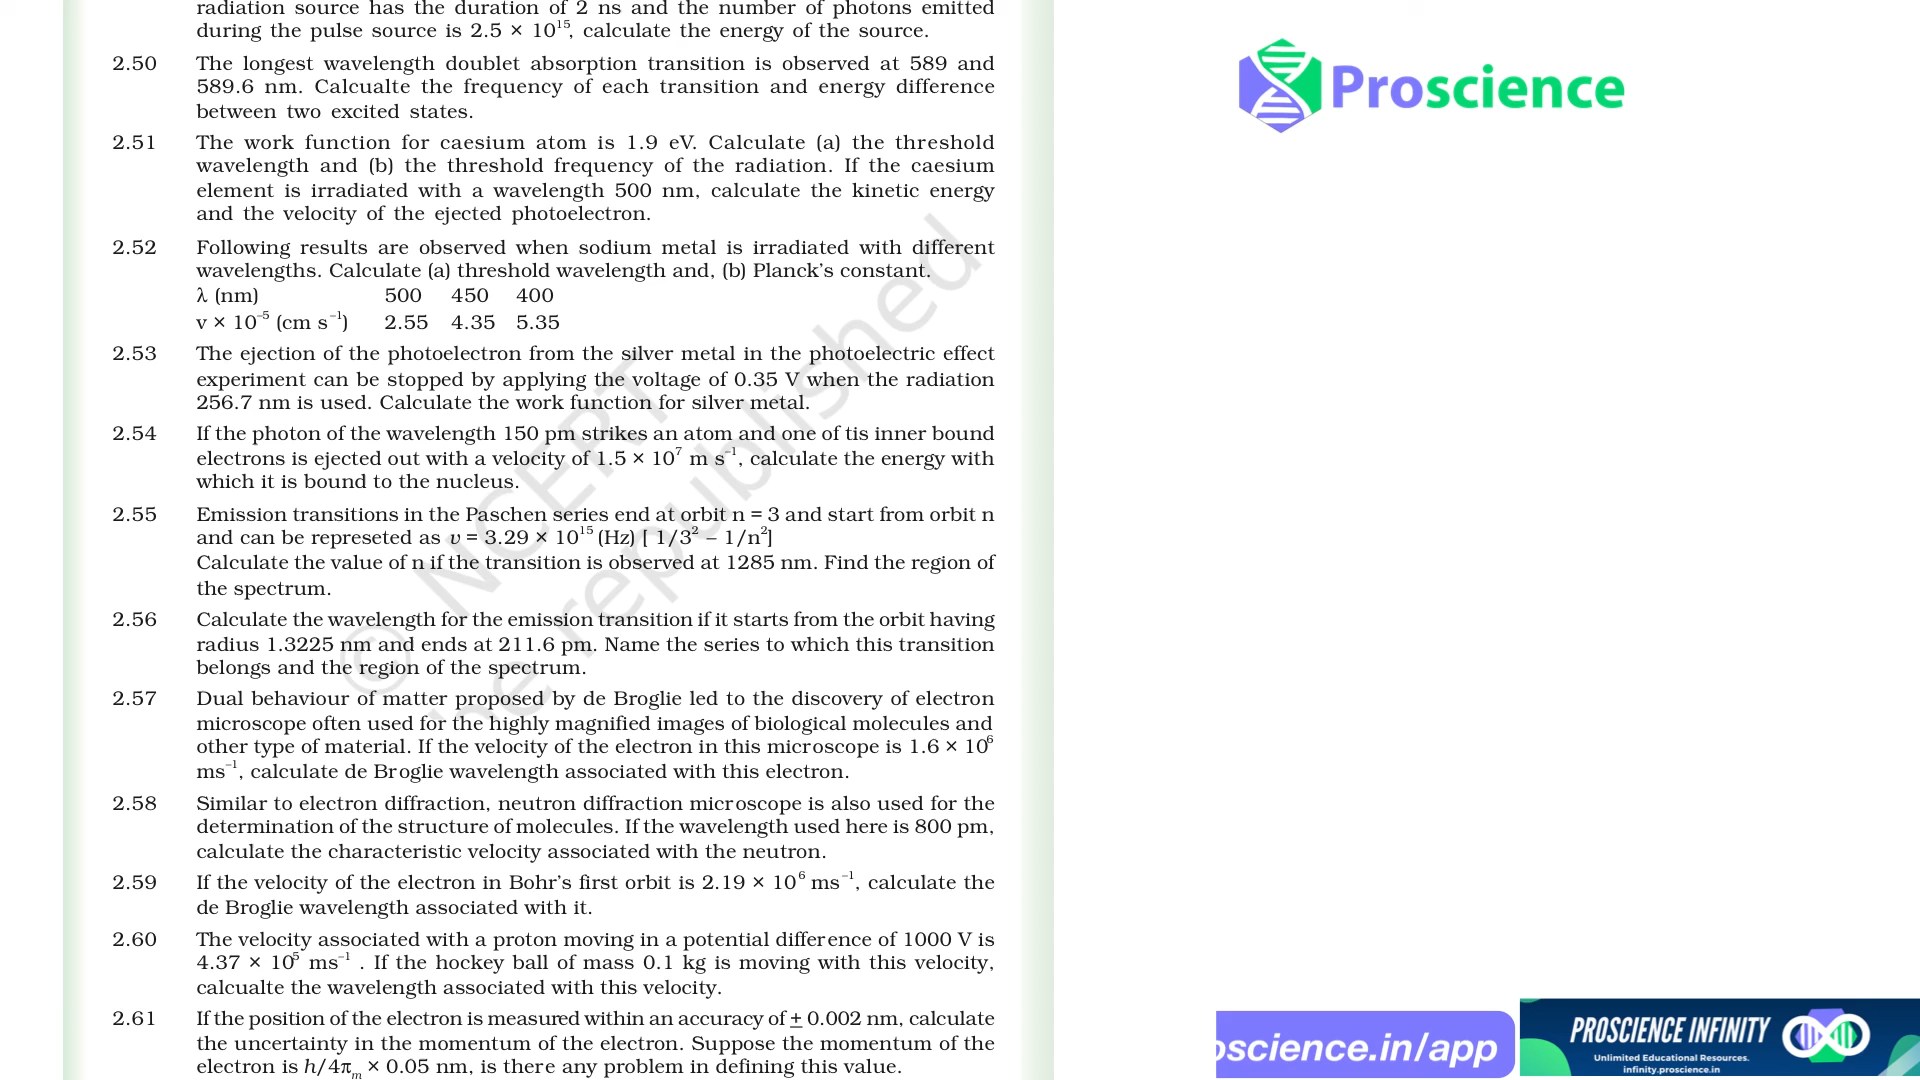 radiation source has the duration of 2 ns and the number of photons emitted
during the pulse source is 2.5 × 10¹⁵, calculate the energy of the source.
2.50 The longest wavelength doublet absorption transition is observed at 589 and
589.6 nm. Calcualte the frequency of each transition and energy difference
between two excited states.
2.51 The work function for caesium atom is 1.9 eV. Calculate (a) the threshold
wavelength and (b) the threshold frequency of the radiation. If the caesium
element is irradiated with a wavelength 500 nm, calculate the kinetic energy
and the velocity of the ejected photoelectron.
2.52 Following results are observed when sodium metal is irradiated with different
wavelengths. Calculate (a) threshold wavelength and, (b) Planck’s constant.
λ (nm) 500 450 400
v × 10⁻⁵ (cm s⁻¹) 2.55 4.35 5.35
2.53 The ejection of the photoelectron from the silver metal in the photoelectric effect
experiment can be stopped by applying the voltage of 0.35 V when the radiation
256.7 nm is used. Calculate the work function for silver metal.
2.54 If the photon of the wavelength 150 pm strikes an atom and one of tis inner bound
electrons is ejected out with a velocity of 1.5 × 10⁷ m s⁻¹, calculate the energy with
which it is bound to the nucleus.
2.55 Emission transitions in the Paschen series end at orbit n = 3 and start from orbit n
and can be represeted as υ = 3.29 × 10¹⁵ (Hz) [ 1/3² – 1/n²]
Calculate the value of n if the transition is observed at 1285 nm. Find the region of
the spectrum.
2.56 Calculate the wavelength for the emission transition if it starts from the orbit having
radius 1.3225 nm and ends at 211.6 pm. Name the series to which this transition
belongs and the region of the spectrum.
2.57 Dual behaviour of matter proposed by de Broglie led to the discovery of electron
microscope often used for the highly magnified images of biological molecules and
other type of material. If the velocity of the electron in this microscope is 1.6 × 10⁶
ms⁻¹, calculate de Broglie wavelength associated with this electron.
2.58 Similar to electron diffraction, neutron diffraction microscope is also used for the
determination of the structure of molecules. If the wavelength used here is 800 pm,
calculate the characteristic velocity associated with the neutron.
2.59 If the velocity of the electron in Bohr’s first orbit is 2.19 × 10⁶ ms⁻¹, calculate the
de Broglie wavelength associated with it.
2.60 The velocity associated with a proton moving in a potential difference of 1000 V is
4.37 × 10⁵ ms⁻¹ . If the hockey ball of mass 0.1 kg is moving with this velocity,
calcualte the wavelength associated with this velocity.
2.61 If the position of the electron is measured within an accuracy of ± 0.002 nm, calculate
the uncertainty in the momentum of the electron. Suppose the momentum of the
electron is h/4πₘ × 0.05 nm, is there any problem in defining this value.
© NCERT
be republished
Proscience
oscience.in/app
PROSCIENCE INFINITY
Unlimited Educational Resources.
infinity.proscience.in